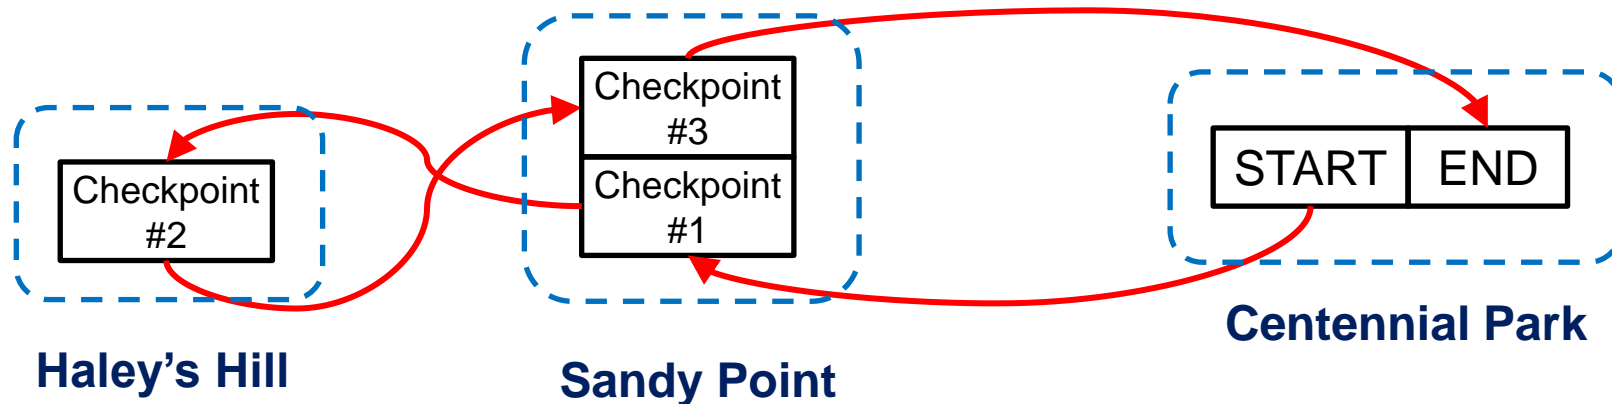 Checkpoint
#2
Haley's Hill
Checkpoint
#3
Checkpoint
#1
Sandy Point
START
END
Centennial Park